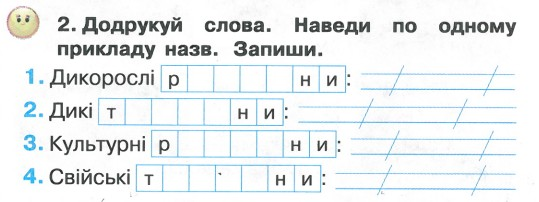 2. Додрукуй слова. Наведи по одному
прикладу назв. Запиши.
1. Дикорослі р н и :
2. Дикі т н и :
3. Культурні р н и :
4. Свійські т н и :